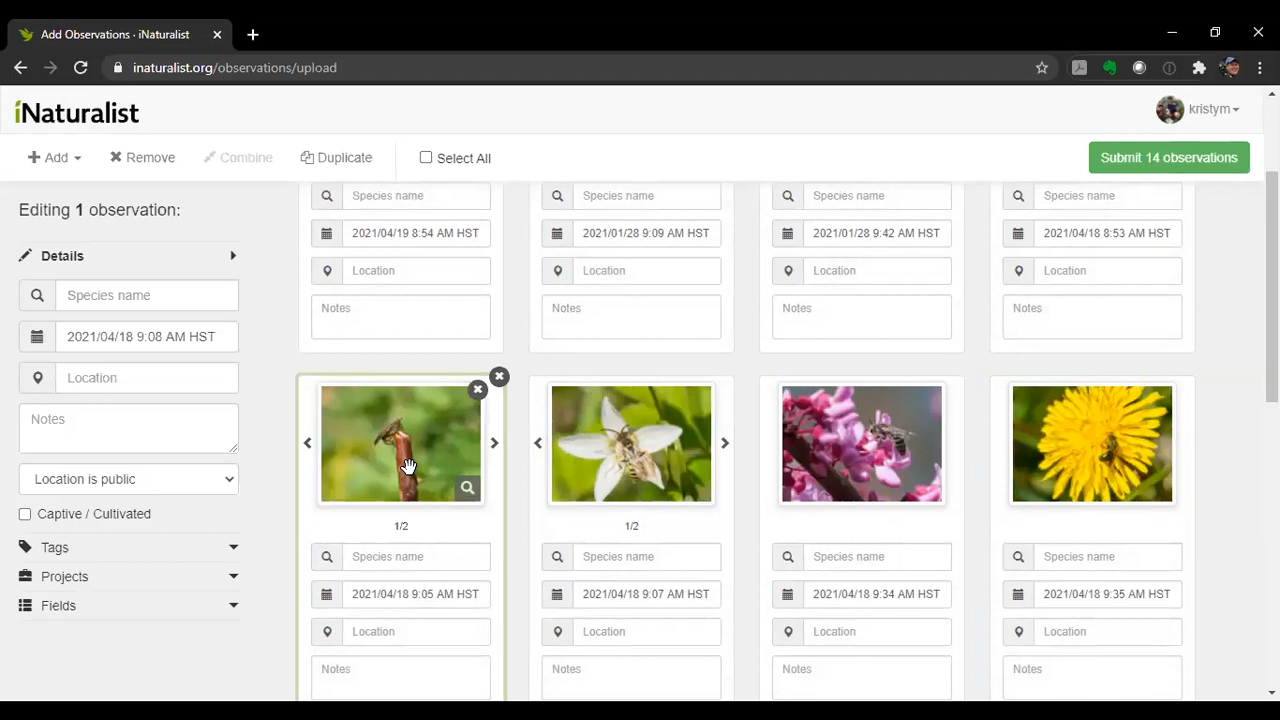 Add Observations · iNaturalist
inaturalist.org/observations/upload
iNaturalist
kristym
Add
Remove
Combine
Duplicate
Select All
Submit 14 observations
Editing 1 observation:
Details
Species name
2021/04/18 9:08 AM HST
Location
Notes
Location is public
Captive / Cultivated
Tags
Projects
Fields
Species name
2021/04/19 8:54 AM HST
Location
Notes
Species name
2021/01/28 9:09 AM HST
Location
Notes
Species name
2021/01/28 9:42 AM HST
Location
Notes
Species name
2021/04/18 8:53 AM HST
Location
Notes
1/2
Species name
2021/04/18 9:05 AM HST
Location
Notes
1/2
Species name
2021/04/18 9:07 AM HST
Location
Notes
Species name
2021/04/18 9:34 AM HST
Location
Notes
Species name
2021/04/18 9:35 AM HST
Location
Notes